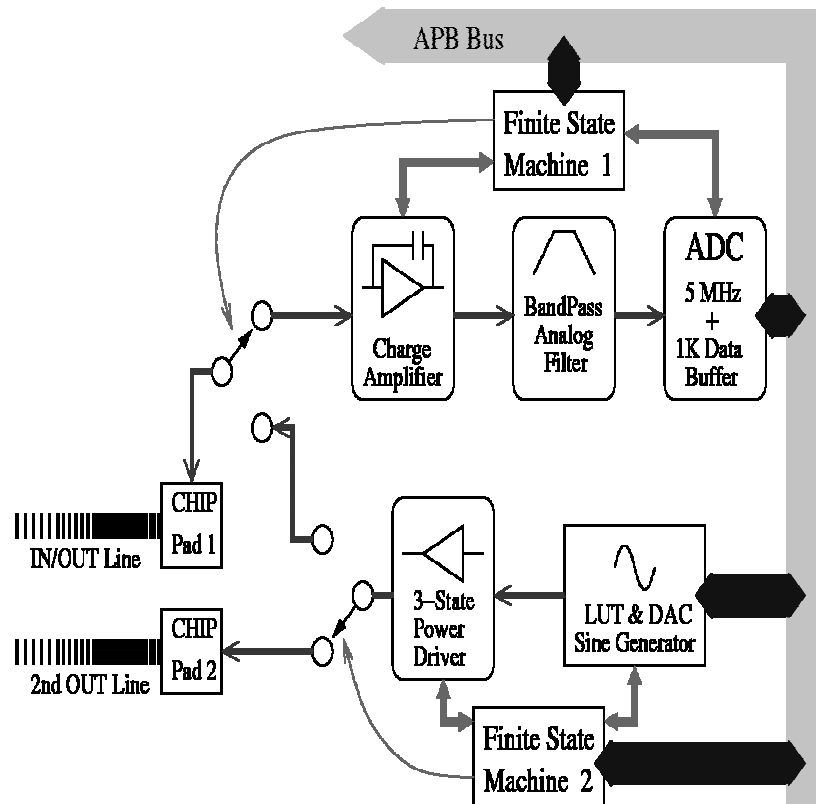 APB Bus
Finite State
Machine 1
Charge
Amplifier
BandPass
Analog
Filter
ADC
5 MHz
+
1K Data
Buffer
CHIP
Pad 1
IN/OUT Line
CHIP
Pad 2
2nd OUT Line
3-State
Power
Driver
LUT & DAC
Sine Generator
Finite State
Machine 2